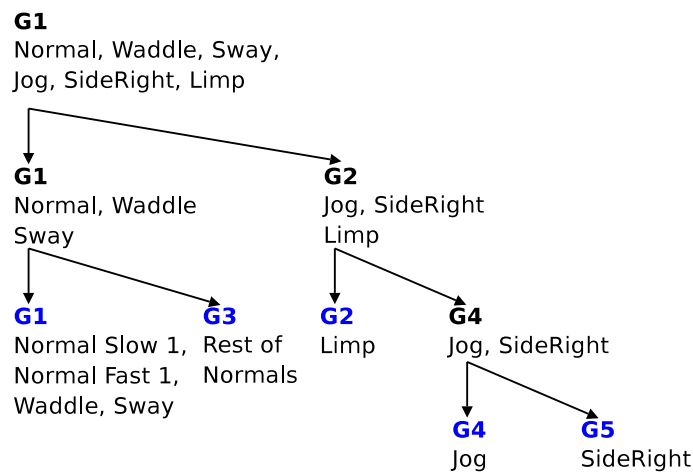 G1
Normal, Waddle, Sway,
Jog, SideRight, Limp
G1
Normal, Waddle
Sway
G2
Jog, SideRight
Limp
G1
Normal Slow 1,
Normal Fast 1,
Waddle, Sway
G3
Rest of
Normals
G2
Limp
G4
Jog, SideRight
G4
Jog
G5
SideRight